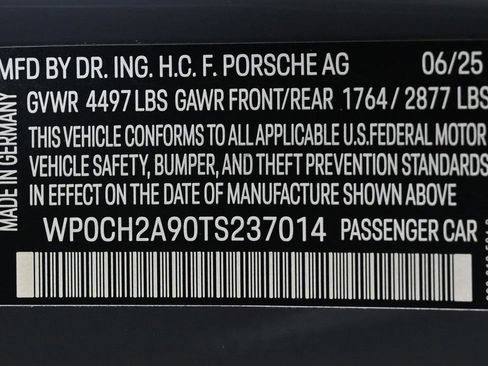 MFD BY DR. ING. H.C. F. PORSCHE AG 06/25
GVWR 4497 LBS GAWR FRONT/REAR 1764 / 2877 LBS
THIS VEHICLE CONFORMS TO ALL APPLICABLE U.S.FEDERAL MOTOR
VEHICLE SAFETY, BUMPER, AND THEFT PREVENTION STANDARDS
IN EFFECT ON THE DATE OF MANUFACTURE SHOWN ABOVE
WP0CH2A90TS237014 PASSENGER CAR
MADE IN GERMANY